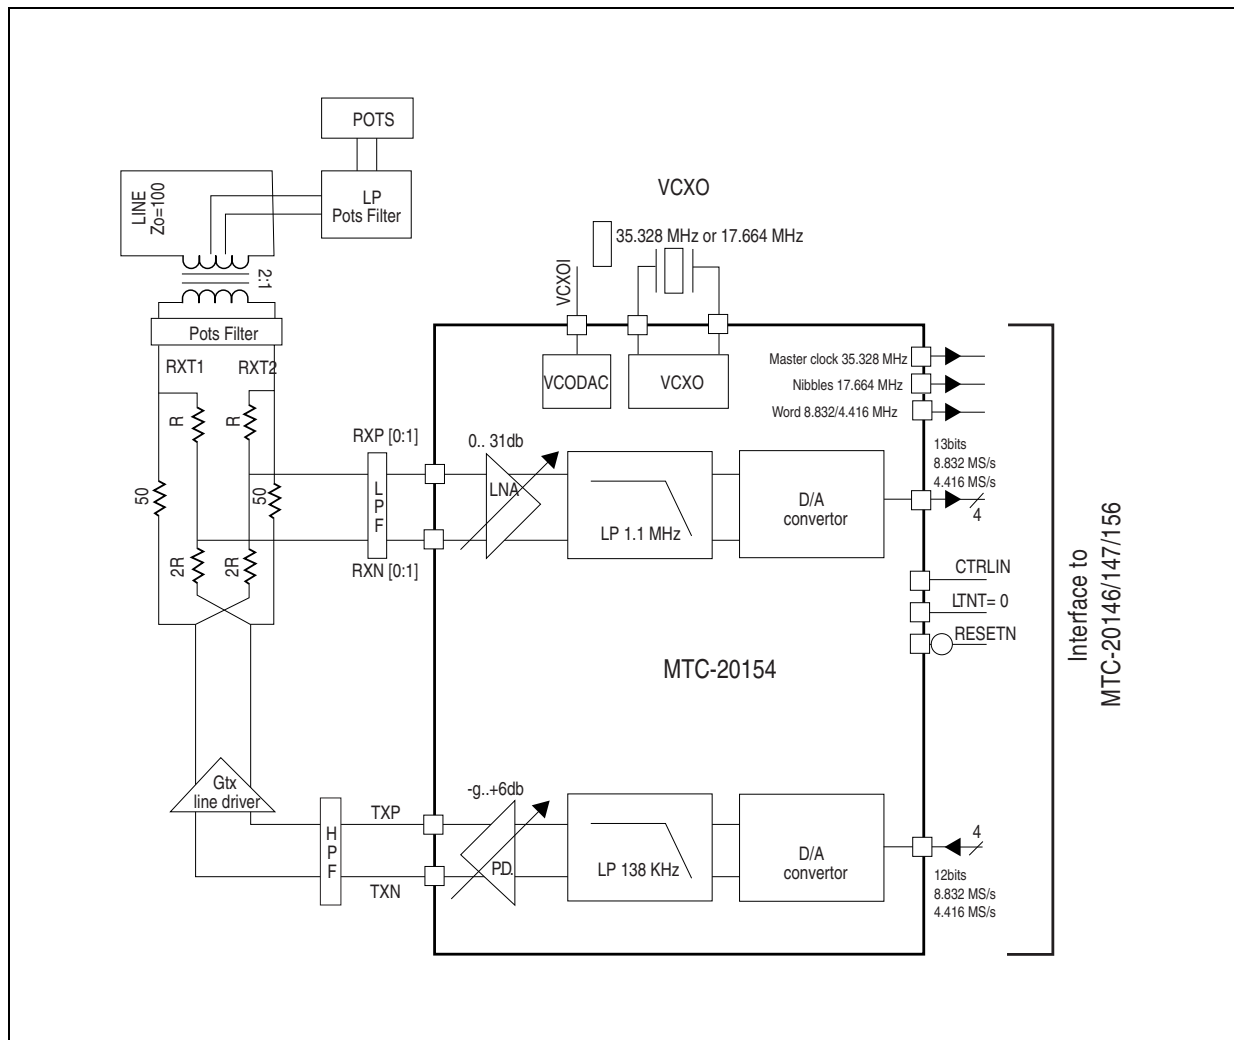 POTS
LP
Pots Filter
LINE
Zo=100
2:1
Pots Filter
RXT1
RXT2
R
R
50
50
2R
2R
VCXO
35.328 MHz or 17.664 MHz
VCXOI
VCODAC
VCXO
Master clock 35.328 MHz
Nibbles 17.664 MHz
Word 8.832/4.416 MHz
RXP [0:1]
LPF
RXN [0:1]
0.. 31db
LNA
LP 1.1 MHz
D/A
convertor
13bits
8.832 MS/s
4.416 MS/s
4
CTRLIN
LTNT= 0
RESETN
MTC-20154
Interface to
MTC-20146/147/156
Gtx
line driver
HPF
TXP
TXN
-g..+6db
P.D.
LP 138 KHz
D/A
convertor
4
12bits
8.832 MS/s
4.416 MS/s